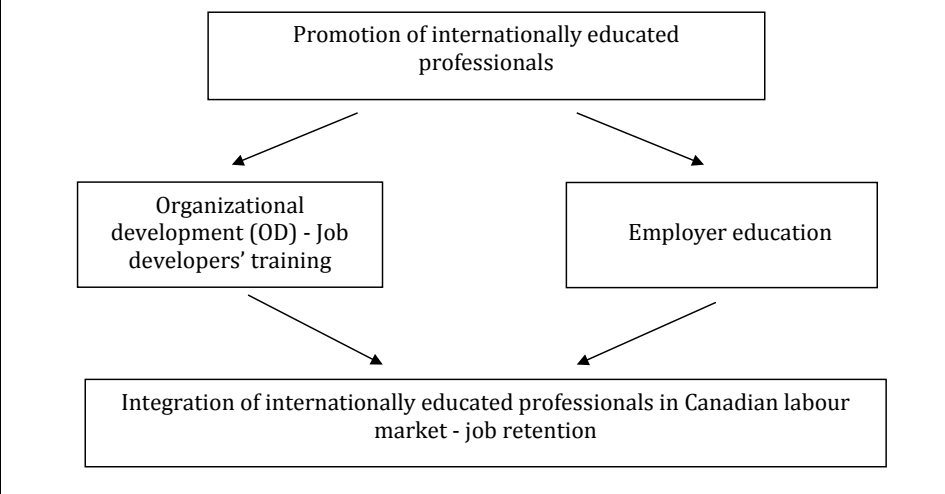 Promotion of internationally educated
professionals
Organizational
development (OD) - Job
developers’ training
Employer education
Integration of internationally educated professionals in Canadian labour
market - job retention